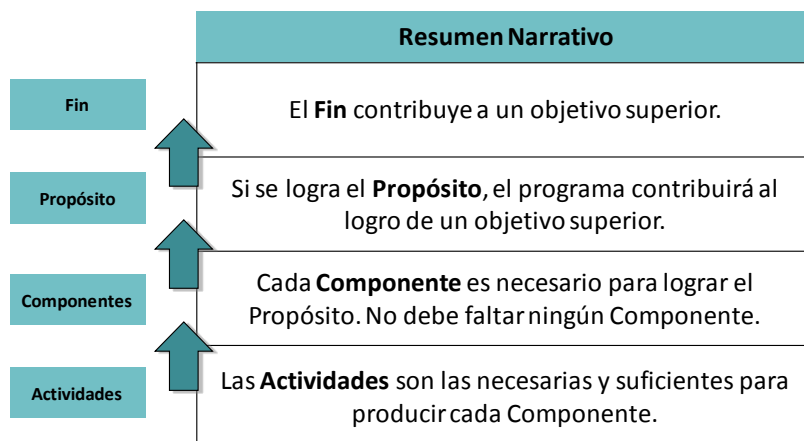 Resumen Narrativo
Fin
El Fin contribuye a un objetivo superior.
Propósito
Si se logra el Propósito, el programa contribuirá al
logro de un objetivo superior.
Componentes
Cada Componente es necesario para lograr el
Propósito. No debe faltar ningún Componente.
Actividades
Las Actividades son las necesarias y suficientes para
producir cada Componente.